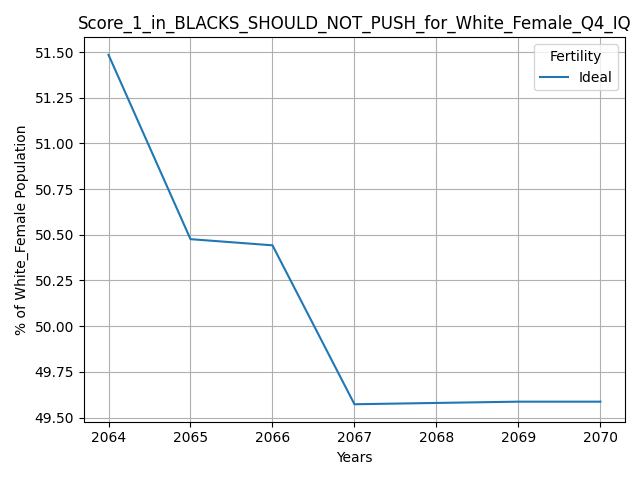 Score_1_in_BLACKS_SHOULD_NOT_PUSH_for_White_Female_Q4_IQ
Fertility
Ideal
% of White_Female Population
51.50
51.25
51.00
50.75
50.50
50.25
50.00
49.75
49.50
2064 2065 2066 2067 2068 2069 2070
Years